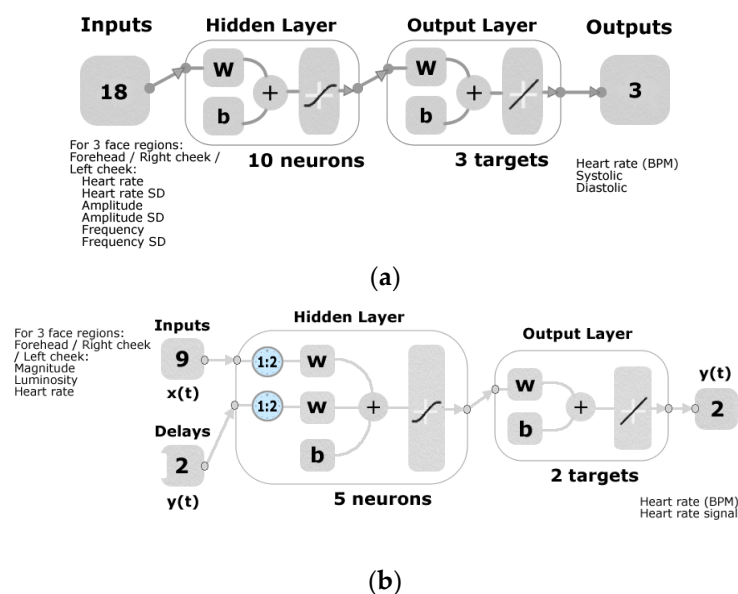 Inputs
Hidden Layer
Output Layer
Outputs
18
W
b
+
W
b
+
3
10 neurons
3 targets
For 3 face regions:
Forehead / Right cheek /
Left cheek:
Heart rate
Heart rate SD
Amplitude
Amplitude SD
Frequency
Frequency SD
Heart rate (BPM)
Systolic
Diastolic
(a)
For 3 face regions:
Forehead / Right cheek
/ Left cheek:
Magnitude
Luminosity
Heart rate
Inputs
9
x(t)
Delays
2
y(t)
Hidden Layer
1:2
W
1:2
W
b
+
5 neurons
Output Layer
W
b
+
2 targets
y(t)
2
Heart rate (BPM)
Heart rate signal
(b)